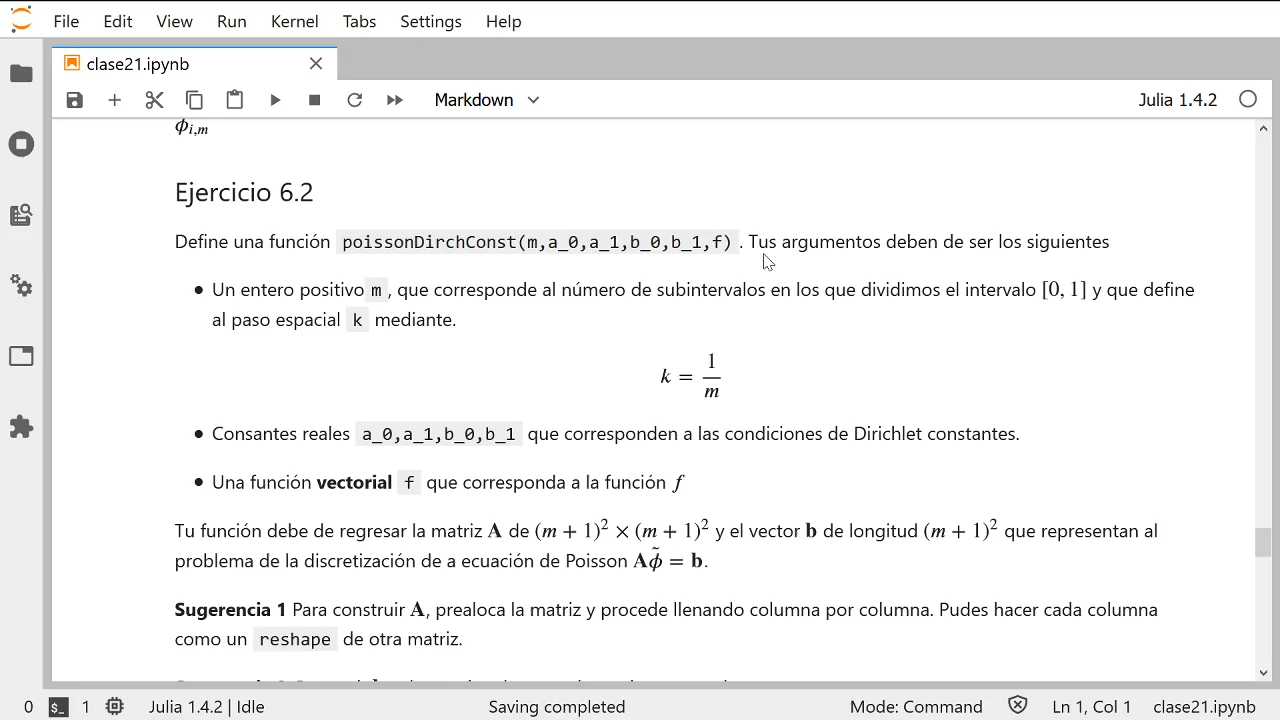 File Edit View Run Kernel Tabs Settings Help
clase21.ipynb
Markdown
Julia 1.4.2
ϕi,m
Ejercicio 6.2
Define una función poissonDirchConst(m,a_0,a_1,b_0,b_1,f) . Tus argumentos deben de ser los siguientes
• Un entero positivo m , que corresponde al número de subintervalos en los que dividimos el intervalo [0, 1] y que define
al paso espacial k mediante.
k = 1/m
• Consantes reales a_0,a_1,b_0,b_1 que corresponden a las condiciones de Dirichlet constantes.
• Una función vectorial f que corresponda a la función f
Tu función debe de regresar la matriz A de (m + 1)² × (m + 1)² y el vector b de longitud (m + 1)² que representan al
problema de la discretización de a ecuación de Poisson Aϕ̃ = b.
Sugerencia 1 Para construir A, prealoca la matriz y procede llenando columna por columna. Pudes hacer cada columna
como un reshape de otra matriz.
0 $_ 1 Julia 1.4.2 | Idle Saving completed Mode: Command Ln 1, Col 1 clase21.ipynb